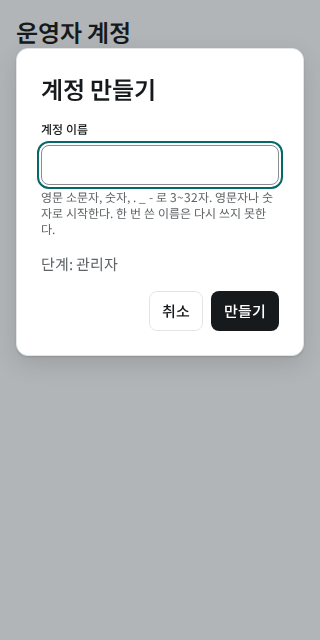 운영자 계정
계정 만들기
계정 이름
영문 소문자, 숫자, . _ - 로 3~32자. 영문자나 숫
자로 시작한다. 한 번 쓴 이름은 다시 쓰지 못한
다.
단계: 관리자
취소
만들기